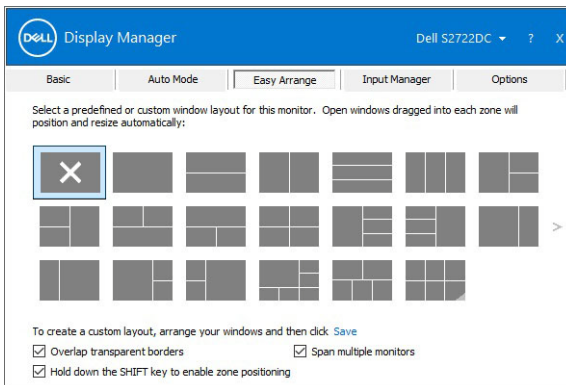 DELL Display Manager Dell S2722DC ? X
Basic Auto Mode Easy Arrange Input Manager Options
Select a predefined or custom window layout for this monitor. Open windows dragged into each zone will
position and resize automatically:
>
To create a custom layout, arrange your windows and then click Save
Overlap transparent borders Span multiple monitors
Hold down the SHIFT key to enable zone positioning